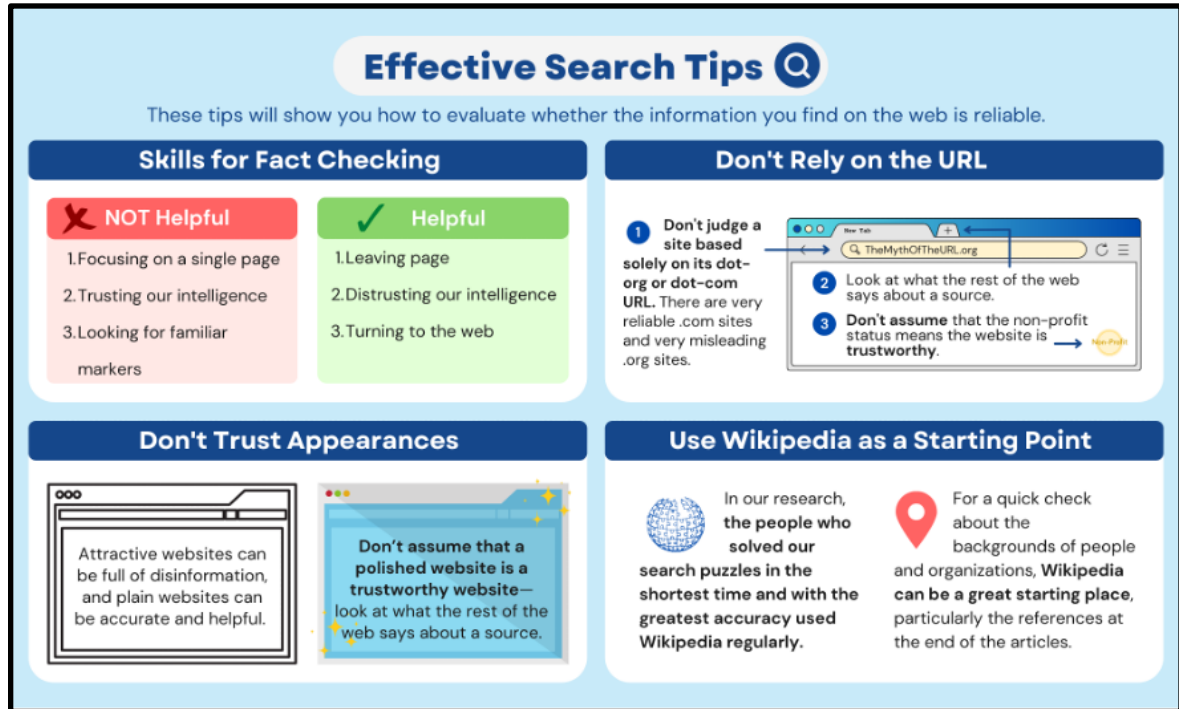 Effective Search Tips
These tips will show you how to evaluate whether the information you find on the web is reliable.
Skills for Fact Checking
NOT Helpful
1.Focusing on a single page
2.Trusting our intelligence
3.Looking for familiar
markers
Helpful
1.Leaving page
2.Distrusting our intelligence
3.Turning to the web
Don't Rely on the URL
1 Don't judge a
site based
solely on its dot-
org or dot-com
URL. There are very
reliable .com sites
and very misleading
.org sites.
New Tab
+
TheMythOfTheURL.org
2 Look at what the rest of the web
says about a source.
3 Don't assume that the non-profit
status means the website is
trustworthy.
Non-Profit
Don't Trust Appearances
Attractive websites can
be full of disinformation,
and plain websites can
be accurate and helpful.
Don't assume that a
polished website is a
trustworthy website—
look at what the rest of the
web says about a source.
Use Wikipedia as a Starting Point
In our research,
the people who
solved our
search puzzles in the
shortest time and with the
greatest accuracy used
Wikipedia regularly.
For a quick check
about the
backgrounds of people
and organizations, Wikipedia
can be a great starting place,
particularly the references at
the end of the articles.